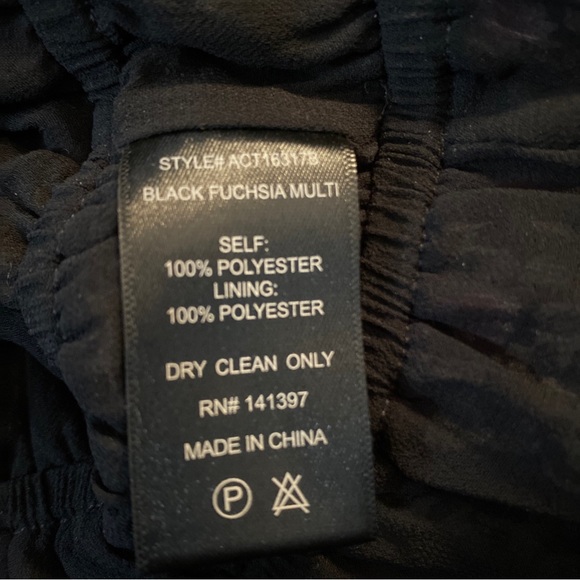 STYLE# ACT16317B
BLACK FUCHSIA MULTI
SELF:
100% POLYESTER
LINING:
100% POLYESTER
DRY CLEAN ONLY
RN# 141397
MADE IN CHINA
P